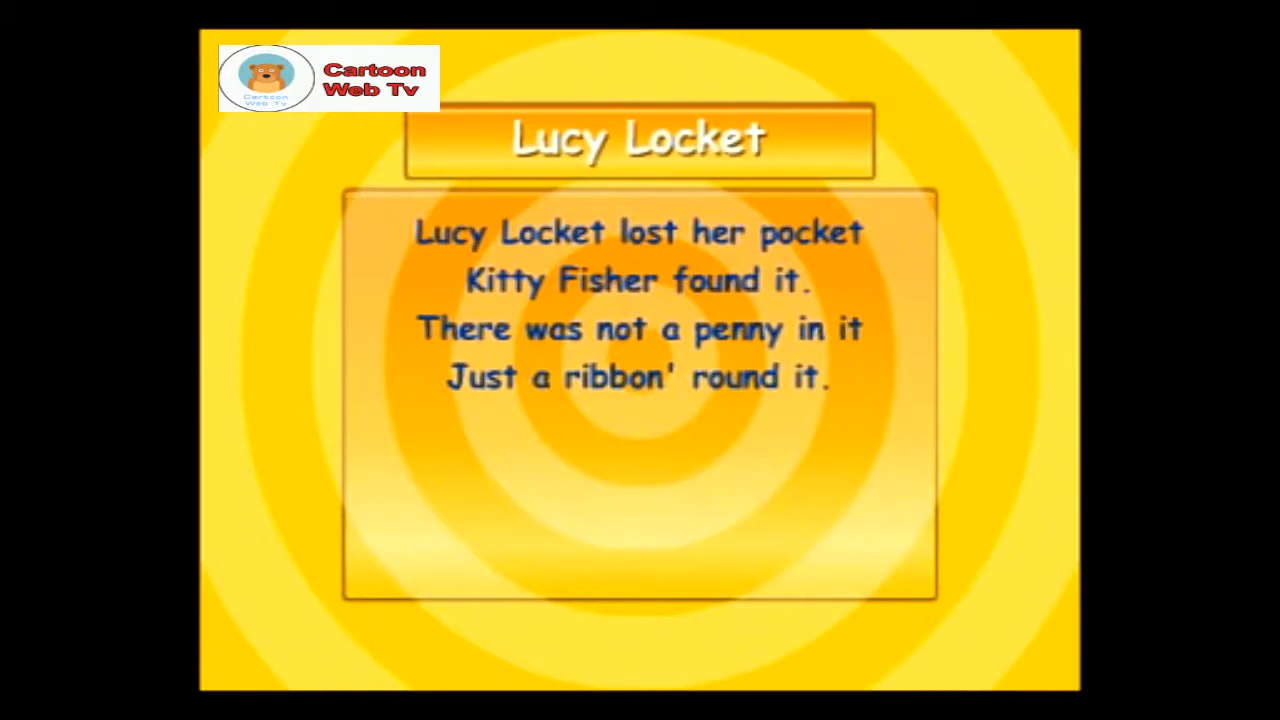 Cartoon
Web Tv
Cartoon
Web Tv
Lucy Locket
Lucy Locket lost her pocket
Kitty Fisher found it.
There was not a penny in it
Just a ribbon' round it.